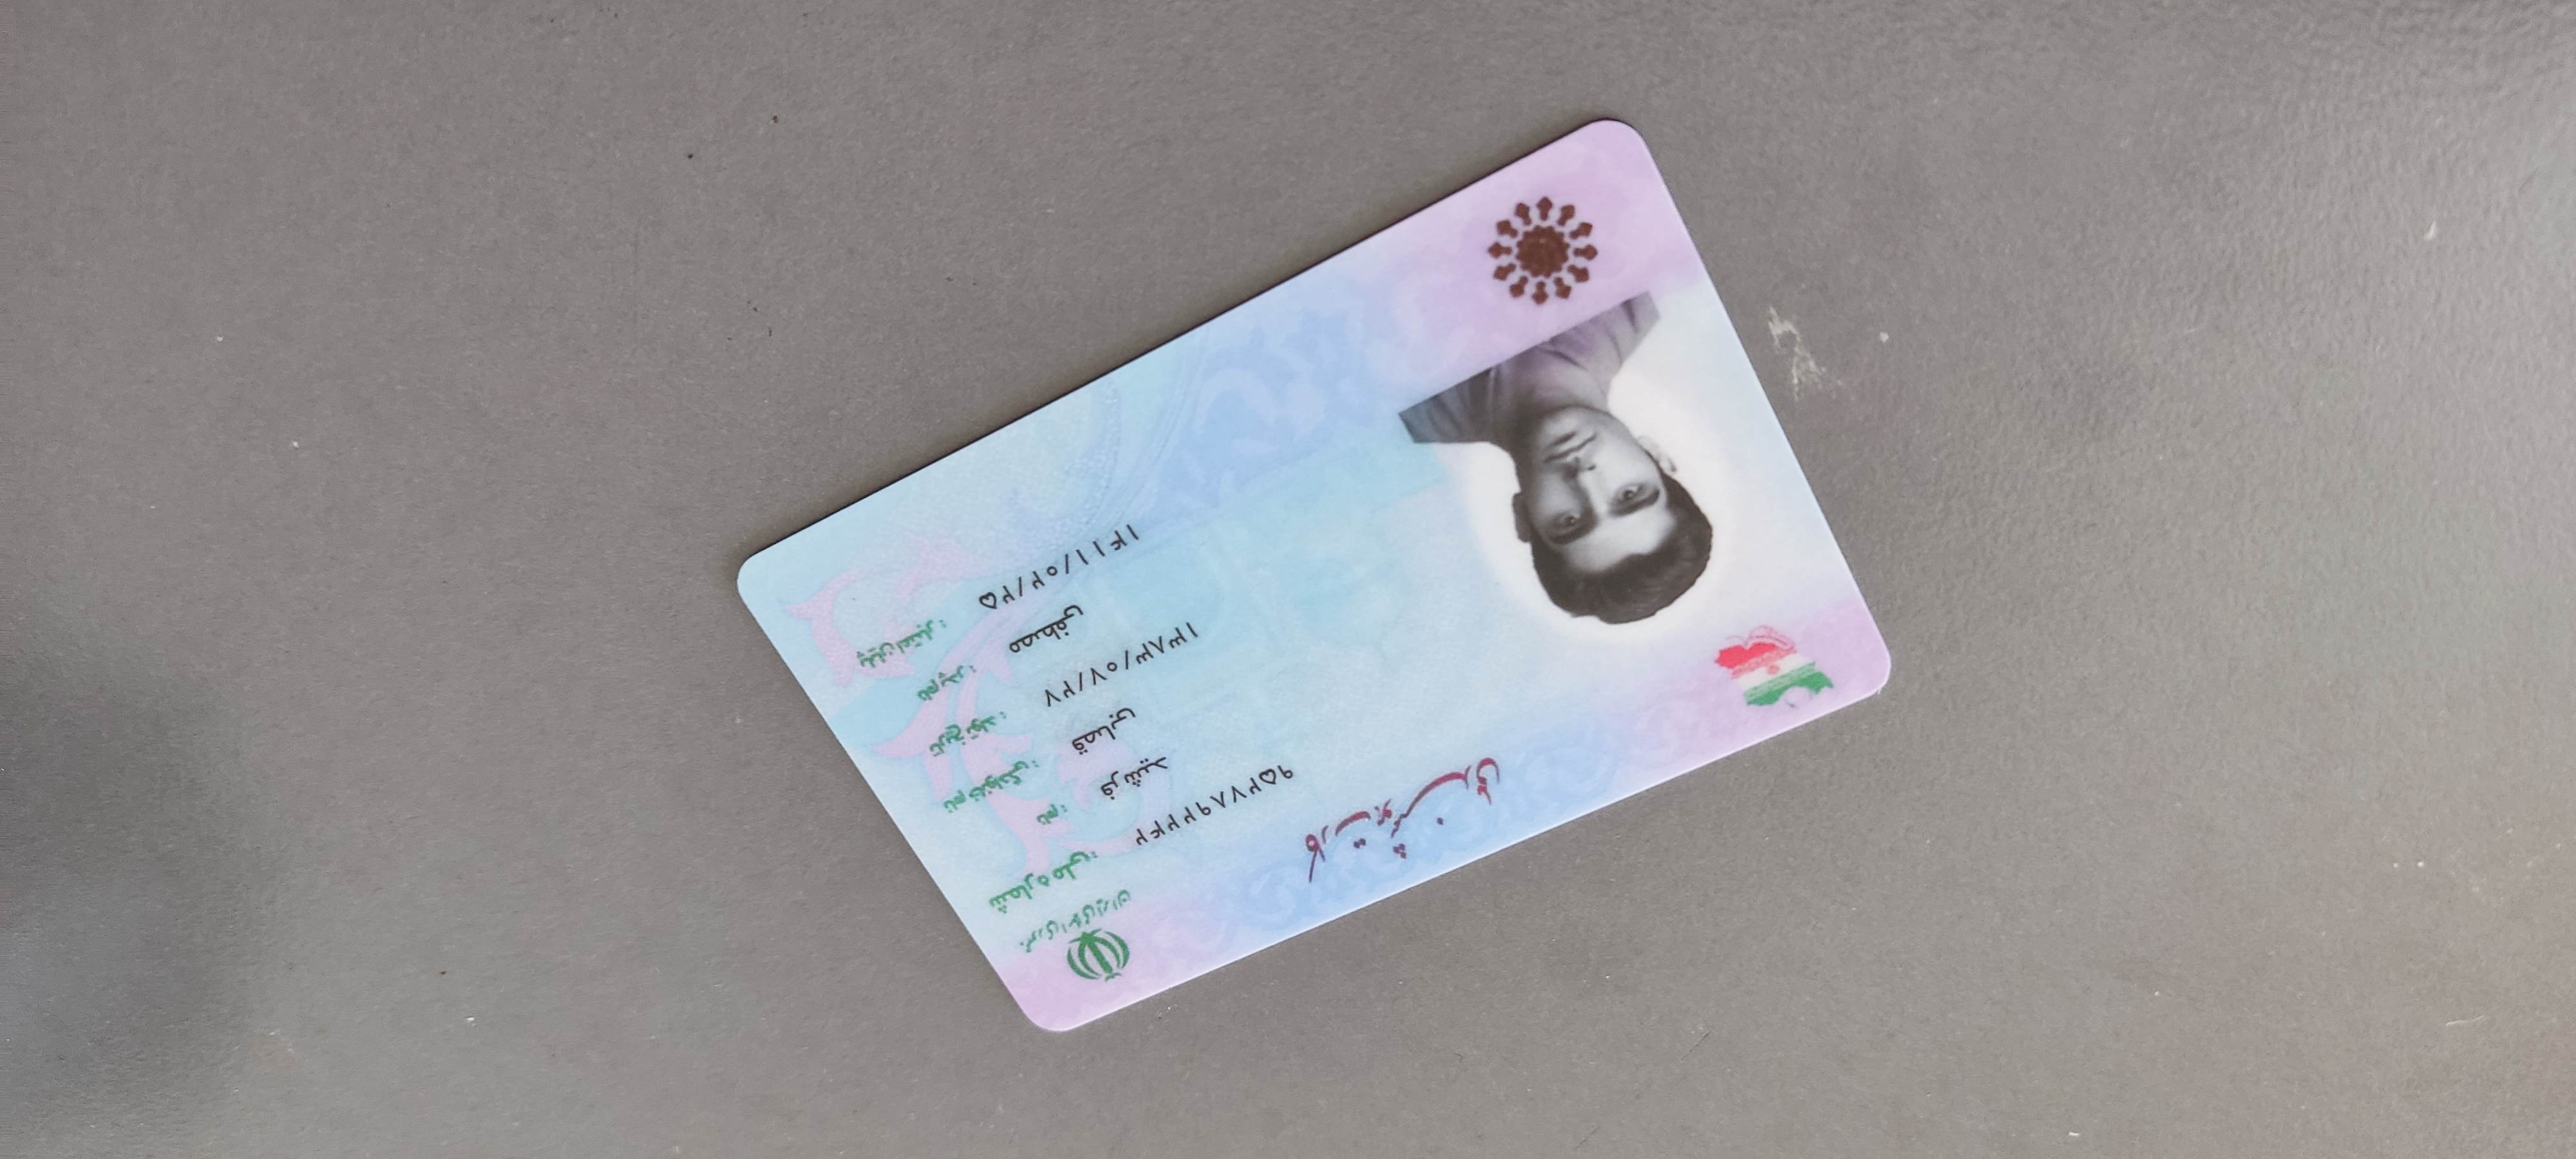 جمهوری اسلامی ایران
کارت هوشمند ملی
شماره ملی:
۹۵۲۷۸۹۲۲۴۲
نام: فرشید
نام خانوادگی: قصابی
تاریخ تولد: ۱۳۸۳/۰۷/۲۷
نام پدر: مصطفی
پایان اعتبار: ۱۴۱۱/۰۲/۲۵